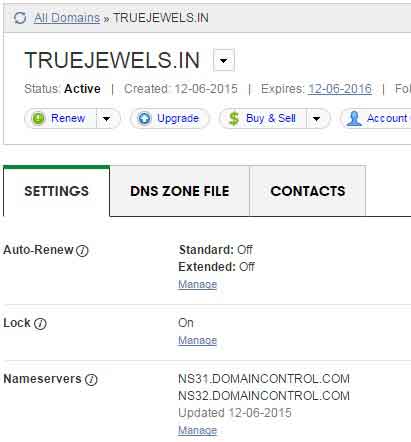 All Domains » TRUEJEWELS.IN
TRUEJEWELS.IN
Status: Active | Created: 12-06-2015 | Expires: 12-06-2016 | Fol
Renew Upgrade Buy & Sell Account
SETTINGS DNS ZONE FILE CONTACTS
Auto-Renew Standard: Off
Extended: Off
Manage
Lock On
Manage
Nameservers NS31.DOMAINCONTROL.COM
NS32.DOMAINCONTROL.COM
Updated 12-06-2015
Manage